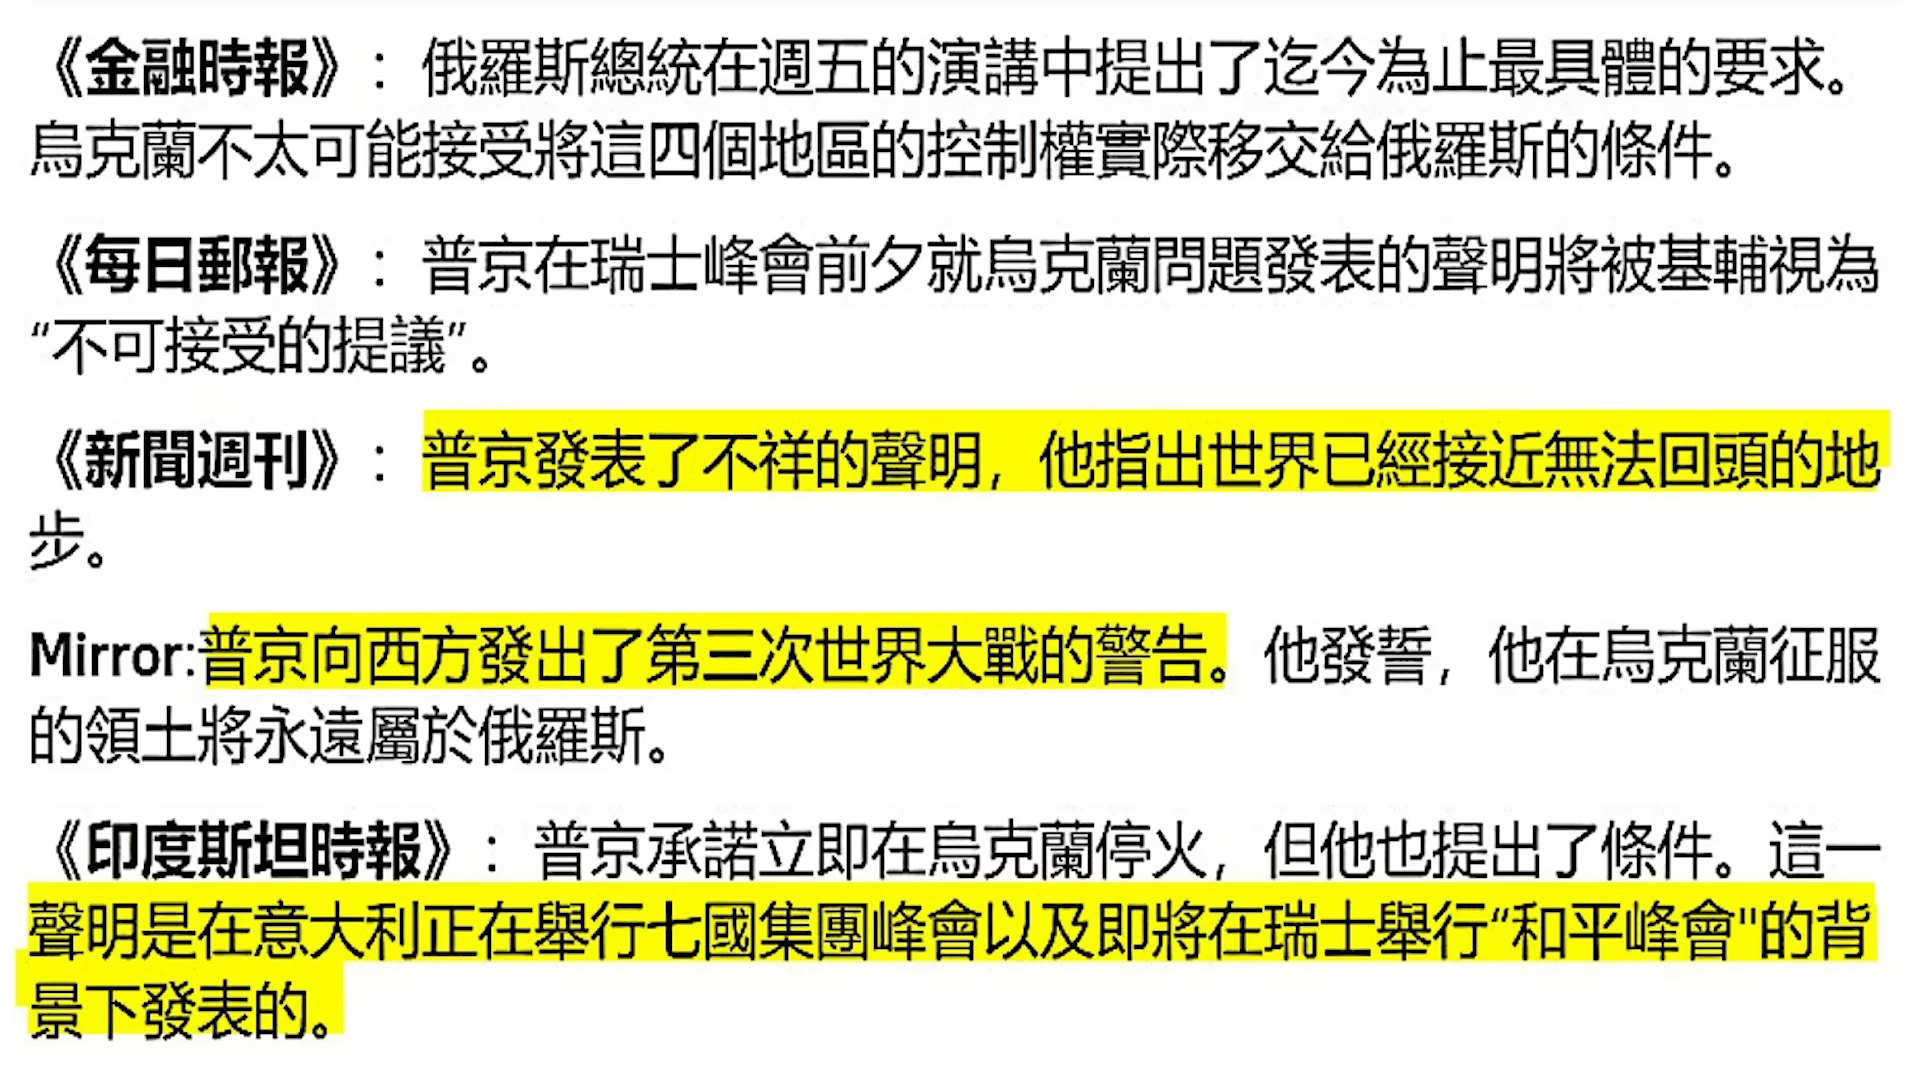 《金融時報》：俄羅斯總統在週五的演講中提出了迄今為止最具體的要求。
烏克蘭不太可能接受將這四個地區的控制權實際移交給俄羅斯的條件。
《每日郵報》：普京在瑞士峰會前夕就烏克蘭問題發表的聲明將被基輔視為
“不可接受的提議”。
《新聞週刊》：普京發表了不祥的聲明，他指出世界已經接近無法回頭的地
步。
Mirror:普京向西方發出了第三次世界大戰的警告。他發誓，他在烏克蘭征服
的領土將永遠屬於俄羅斯。
《印度斯坦時報》：普京承諾立即在烏克蘭停火，但他也提出了條件。這一
聲明是在意大利正在舉行七國集團峰會以及即將在瑞士舉行“和平峰會"的背
景下發表的。